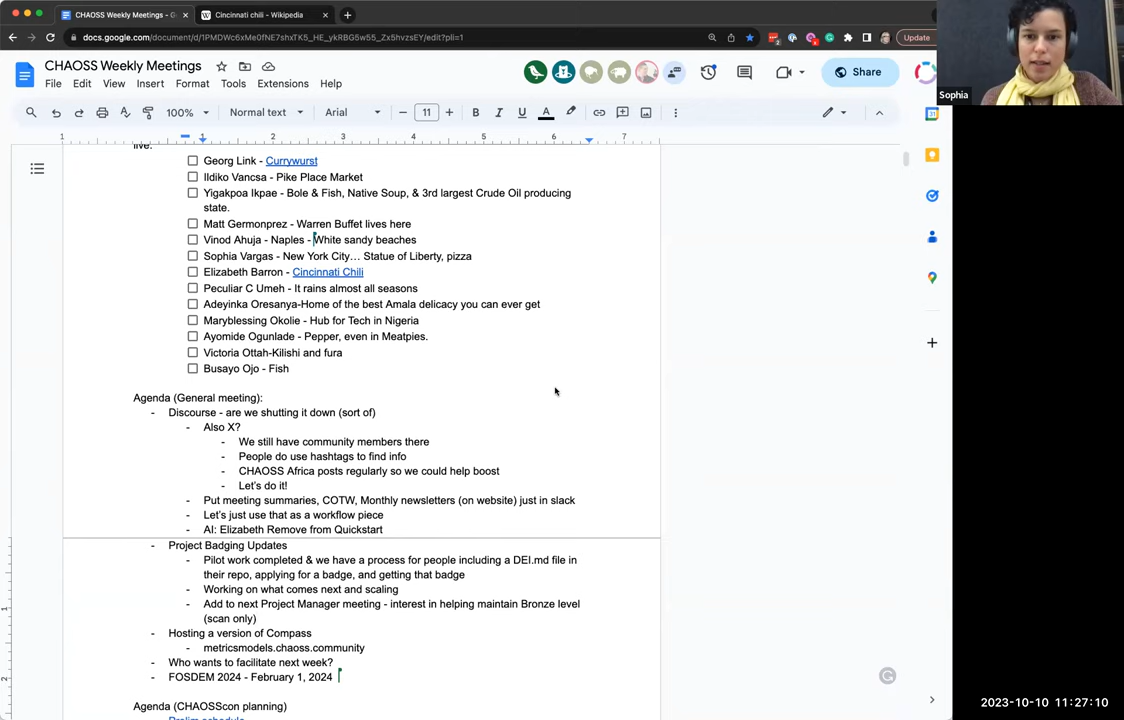 CHAOSS Weekly Meetings - G
Cincinnati chili - Wikipedia
docs.google.com/document/d/1PMDWc6xMe0fNE7shxTK5_HE_ykRBG5w55_Zx5hvzsEY/edit?pli=1
Update
CHAOSS Weekly Meetings
File Edit View Insert Format Tools Extensions Help
Share
Sophia
100% Normal text Arial 11
1 1 2 3 4 5 6 7
live.
Georg Link - Currywurst
Ildiko Vancsa - Pike Place Market
Yigakpoa Ikpae - Bole & Fish, Native Soup, & 3rd largest Crude Oil producing
state.
Matt Germonprez - Warren Buffet lives here
Vinod Ahuja - Naples - White sandy beaches
Sophia Vargas - New York City… Statue of Liberty, pizza
Elizabeth Barron - Cincinnati Chili
Peculiar C Umeh - It rains almost all seasons
Adeyinka Oresanya-Home of the best Amala delicacy you can ever get
Maryblessing Okolie - Hub for Tech in Nigeria
Ayomide Ogunlade - Pepper, even in Meatpies.
Victoria Ottah-Kilishi and fura
Busayo Ojo - Fish
Agenda (General meeting):
- Discourse - are we shutting it down (sort of)
- Also X?
- We still have community members there
- People do use hashtags to find info
- CHAOSS Africa posts regularly so we could help boost
- Let's do it!
- Put meeting summaries, COTW, Monthly newsletters (on website) just in slack
- Let's just use that as a workflow piece
- AI: Elizabeth Remove from Quickstart
- Project Badging Updates
- Pilot work completed & we have a process for people including a DEI.md file in
their repo, applying for a badge, and getting that badge
- Working on what comes next and scaling
- Add to next Project Manager meeting - interest in helping maintain Bronze level
(scan only)
- Hosting a version of Compass
- metricsmodels.chaoss.community
- Who wants to facilitate next week?
- FOSDEM 2024 - February 1, 2024
Agenda (CHAOSScon planning)
- Prelim schedule
1
2
2023-10-10 11:27:10